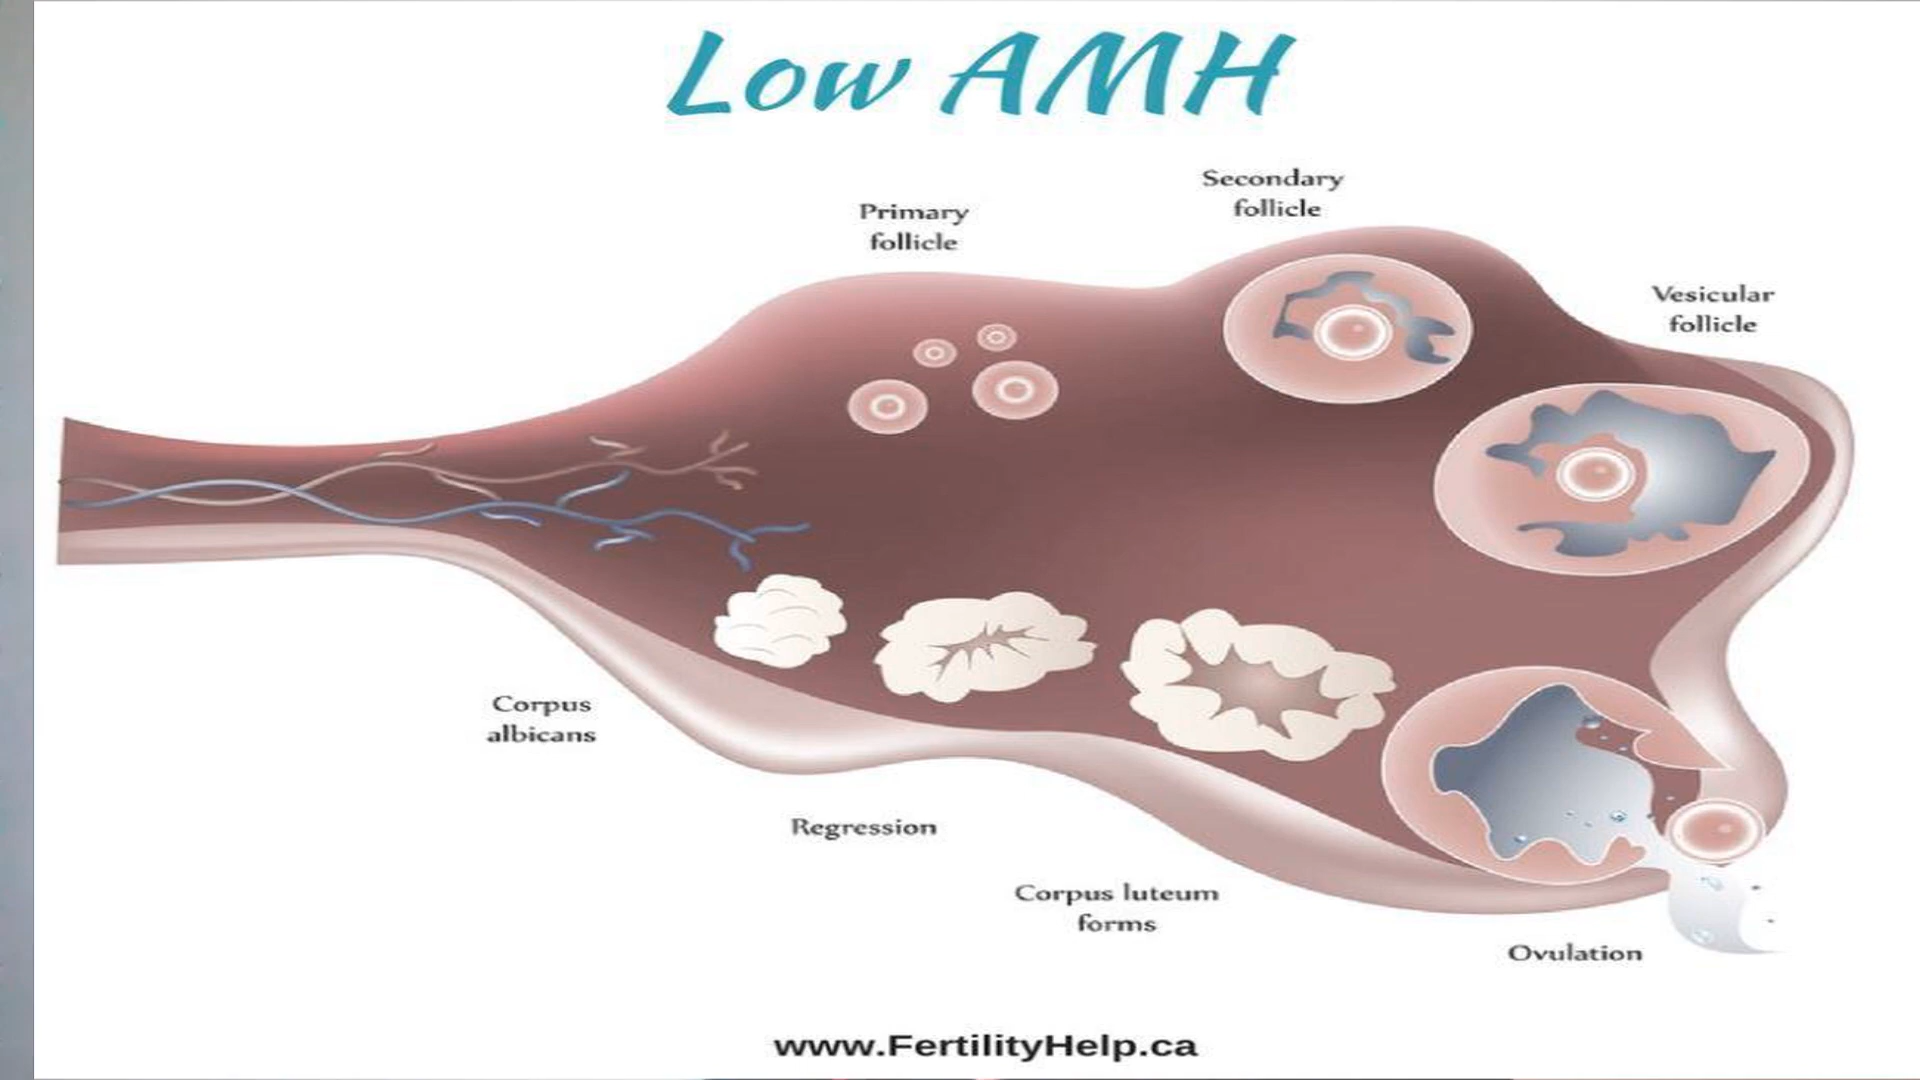 Low AMH
Secondary
follicle
Primary
follicle
Vesicular
follicle
Corpus
albicans
Regression
Corpus luteum
forms
Ovulation
www.FertilityHelp.ca